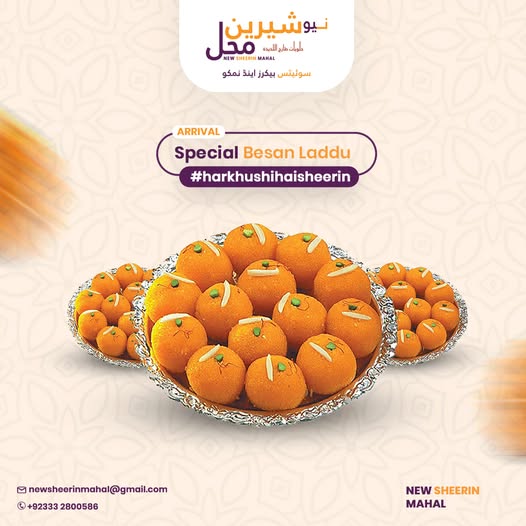 نیو شیرین محل
NEW SHEERIN MAHAL
سوئیٹس بیکرز اینڈ نمکو
ARRIVAL
Special Besan Laddu
#harkhushihaisheerin
newsheerinmahal@gmail.com
+92333 2800586
NEW SHEERIN
MAHAL